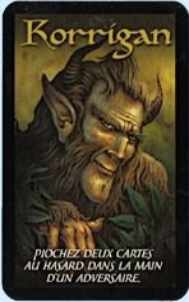 Korrigan
PIOCHEZ DEUX CARTES
AU HASARD DANS LA MAIN
D'UN ADVERSAIRE.